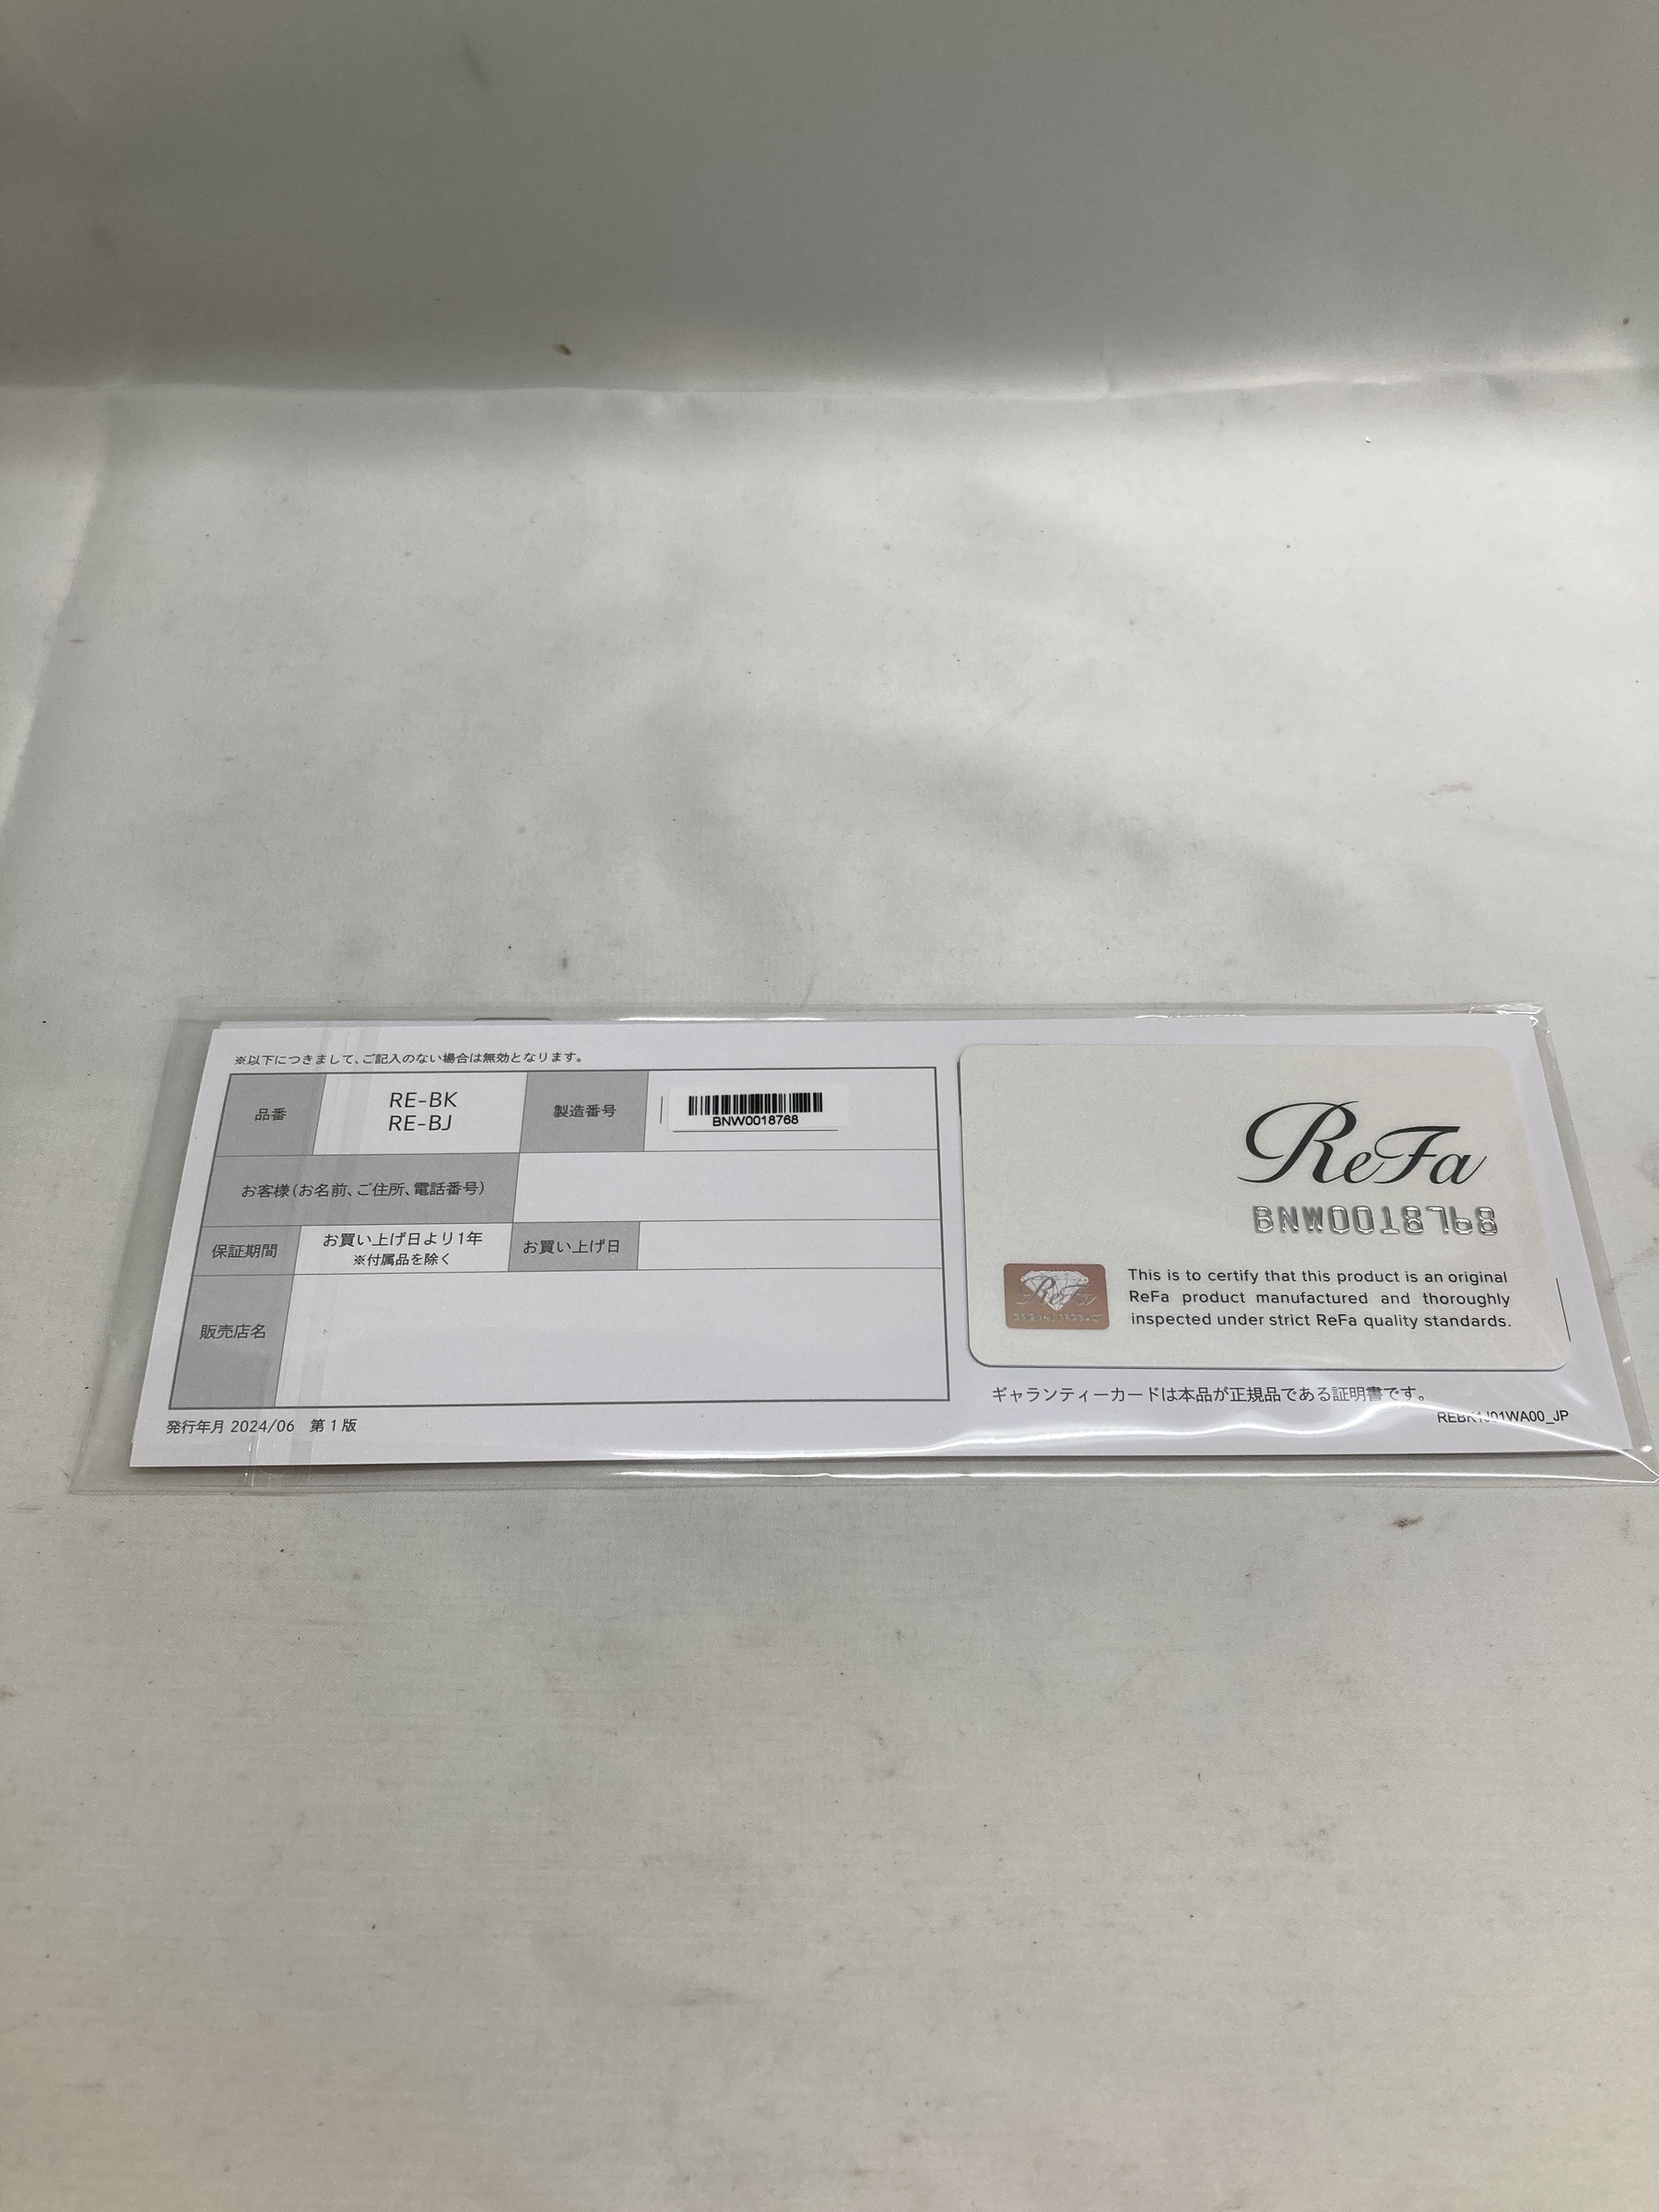 ※以下につきまして、ご記入のない場合は無効となります。
品番
RE-BK
RE-BJ
製造番号
BNW0018768
お客様(お名前、ご住所、電話番号)
保証期間
お買い上げ日より1年
※付属品を除く
お買い上げ日
販売店名
発行年月 2024/06 第1版
ReFa
BNW0018768
ReFa
This is to certify that this product is an original
ReFa product manufactured and thoroughly
inspected under strict ReFa quality standards.
ギャランティーカードは本品が正規品である証明書です。
REBK1J01WA00_JP